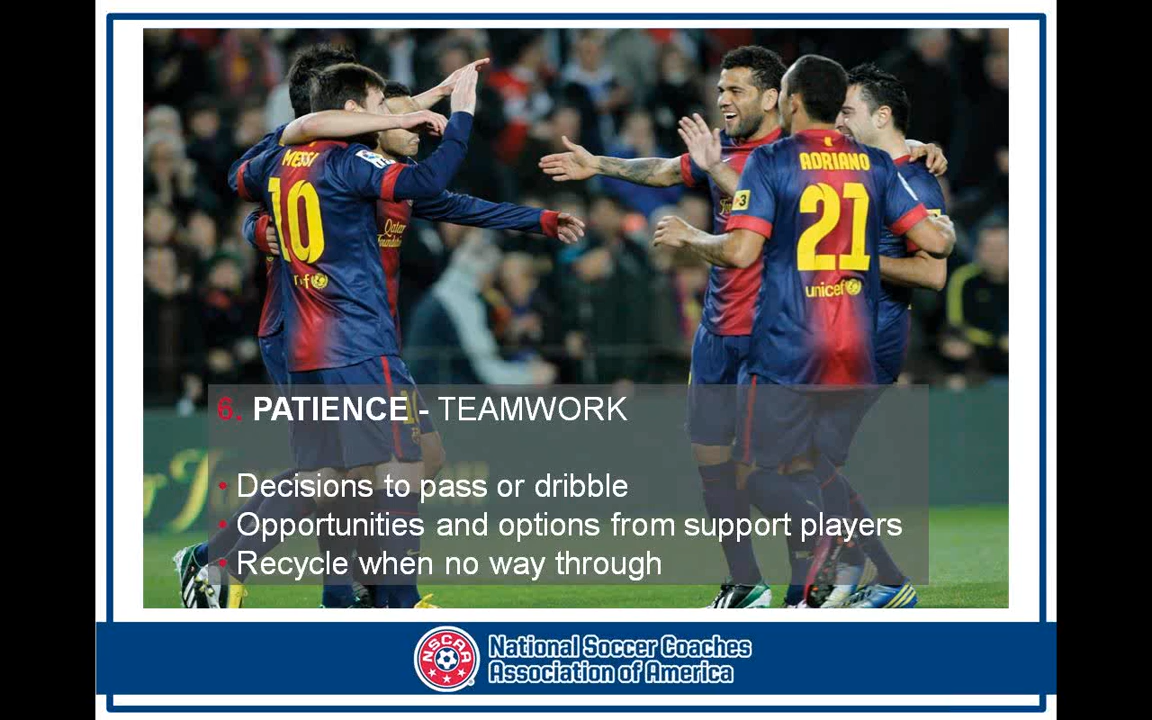 MESSI
10
Qatar
Foundation
ADRIANO
21
unicef
6. PATIENCE - TEAMWORK
• Decisions to pass or dribble
• Opportunities and options from support players
• Recycle when no way through
NSCAA
National Soccer Coaches
Association of America